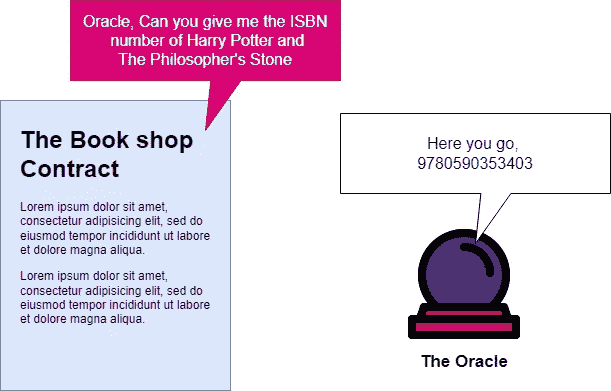 Oracle, Can you give me the ISBN
number of Harry Potter and
The Philosopher's Stone
The Book shop
Contract
Lorem ipsum dolor sit amet,
consectetur adipisicing elit, sed do
eiusmod tempor incididunt ut labore
et dolore magna aliqua.
Lorem ipsum dolor sit amet,
consectetur adipisicing elit, sed do
eiusmod tempor incididunt ut labore
et dolore magna aliqua.
Here you go,
9780590353403
The Oracle